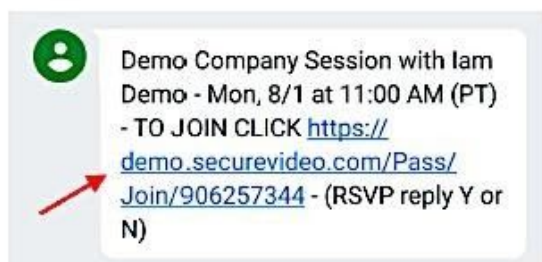 Demo Company Session with Iam
Demo - Mon, 8/1 at 11:00 AM (PT)
- TO JOIN CLICK https://
demo.securevideo.com/Pass/
Join/906257344 - (RSVP reply Y or
N)